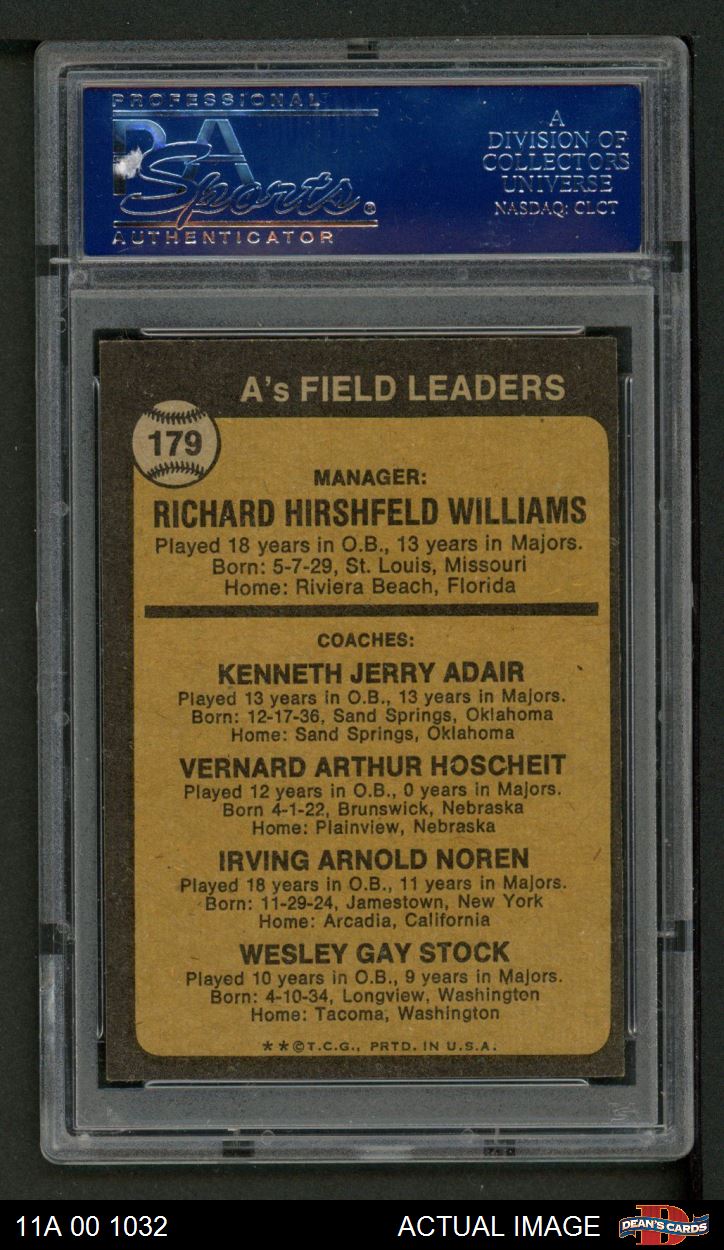 PROFESSIONAL
PSA
Sports®
AUTHENTICATOR
A
DIVISION OF
COLLECTORS
UNIVERSE
NASDAQ: CLCT
A's FIELD LEADERS
179
MANAGER:
RICHARD HIRSHFELD WILLIAMS
Played 18 years in O.B., 13 years in Majors.
Born: 5-7-29, St. Louis, Missouri
Home: Riviera Beach, Florida
COACHES:
KENNETH JERRY ADAIR
Played 13 years in O.B., 13 years in Majors.
Born: 12-17-36, Sand Springs, Oklahoma
Home: Sand Springs, Oklahoma
VERNARD ARTHUR HOSCHEIT
Played 12 years in O.B., 0 years in Majors.
Born 4-1-22, Brunswick, Nebraska
Home: Plainview, Nebraska
IRVING ARNOLD NOREN
Played 18 years in O.B., 11 years in Majors.
Born: 11-29-24, Jamestown, New York
Home: Arcadia, California
WESLEY GAY STOCK
Played 10 years in O.B., 9 years in Majors.
Born: 4-10-34, Longview, Washington
Home: Tacoma, Washington
**©T.C.G., PRTD. IN U.S.A.
11A 00 1032
ACTUAL IMAGE
D
DEAN'S CARDS